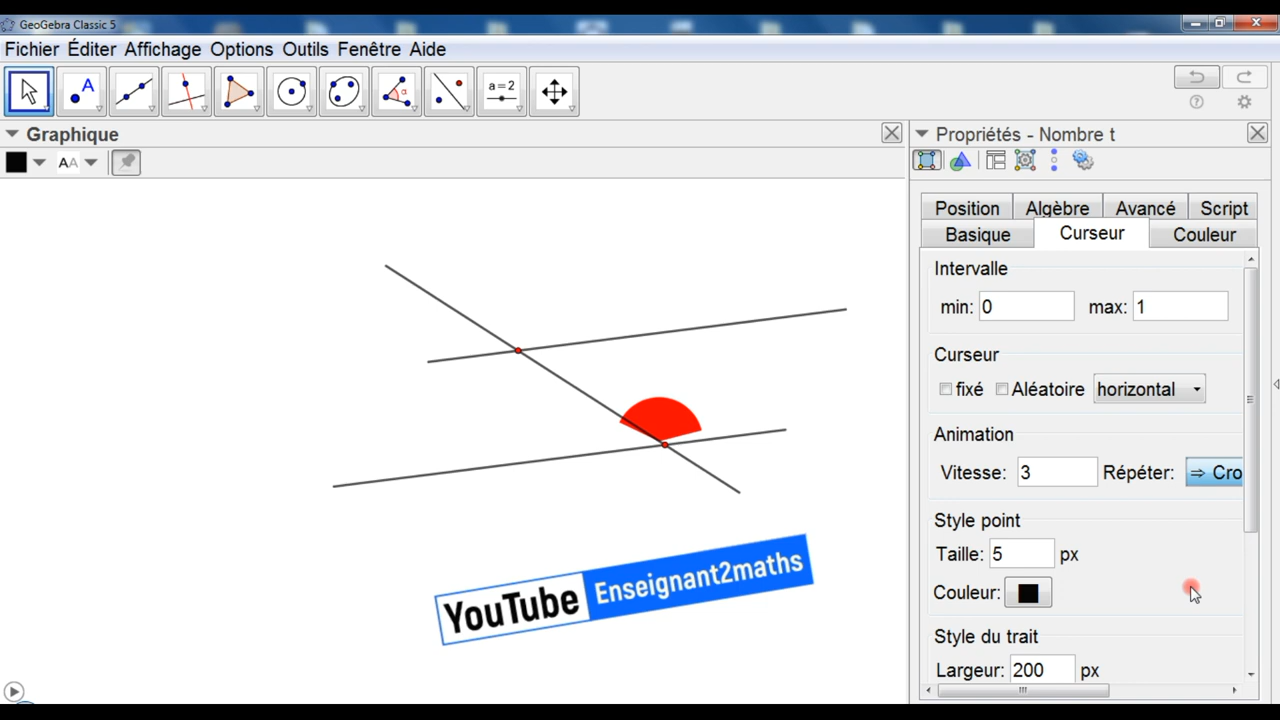 GeoGebra Classic 5
Fichier Éditer Affichage Options Outils Fenêtre Aide
A
α
a=2
Graphique
AA
Propriétés - Nombre t
Position Algèbre Avancé Script
Basique Curseur Couleur
Intervalle
min: 0 max: 1
Curseur
fixé Aléatoire horizontal
Animation
Vitesse: 3 Répéter: ⇒ Cro
Style point
Taille: 5 px
Couleur:
Style du trait
Largeur: 200 px
YouTube Enseignant2maths